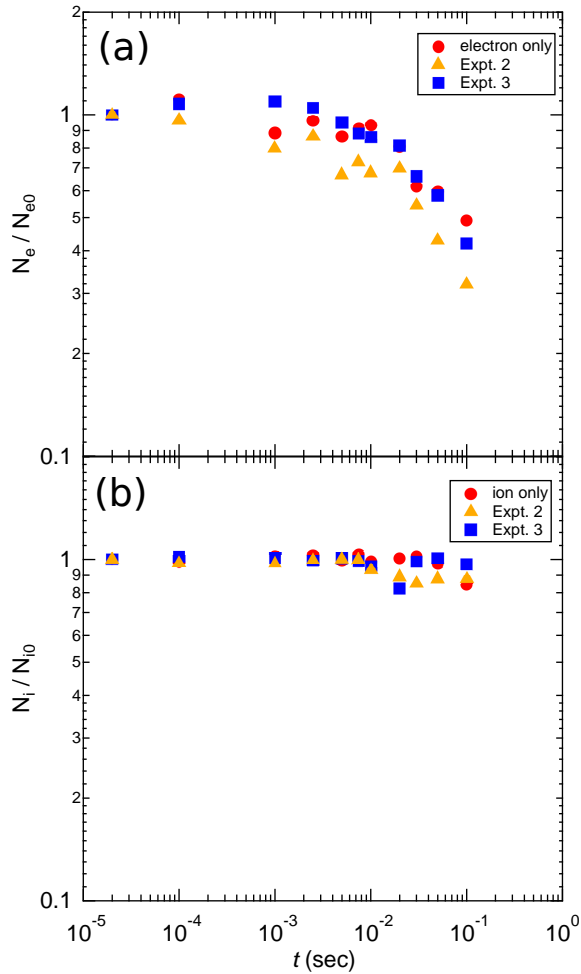 (a)
electron only
Expt. 2
Expt. 3
2
1
9
8
7
6
5
4
3
2
0.1
N_e / N_e0
(b)
ion only
Expt. 2
Expt. 3
1
9
8
7
6
5
4
3
2
0.1
N_i / N_i0
10^-5 10^-4 10^-3 10^-2 10^-1 10^0
t (sec)